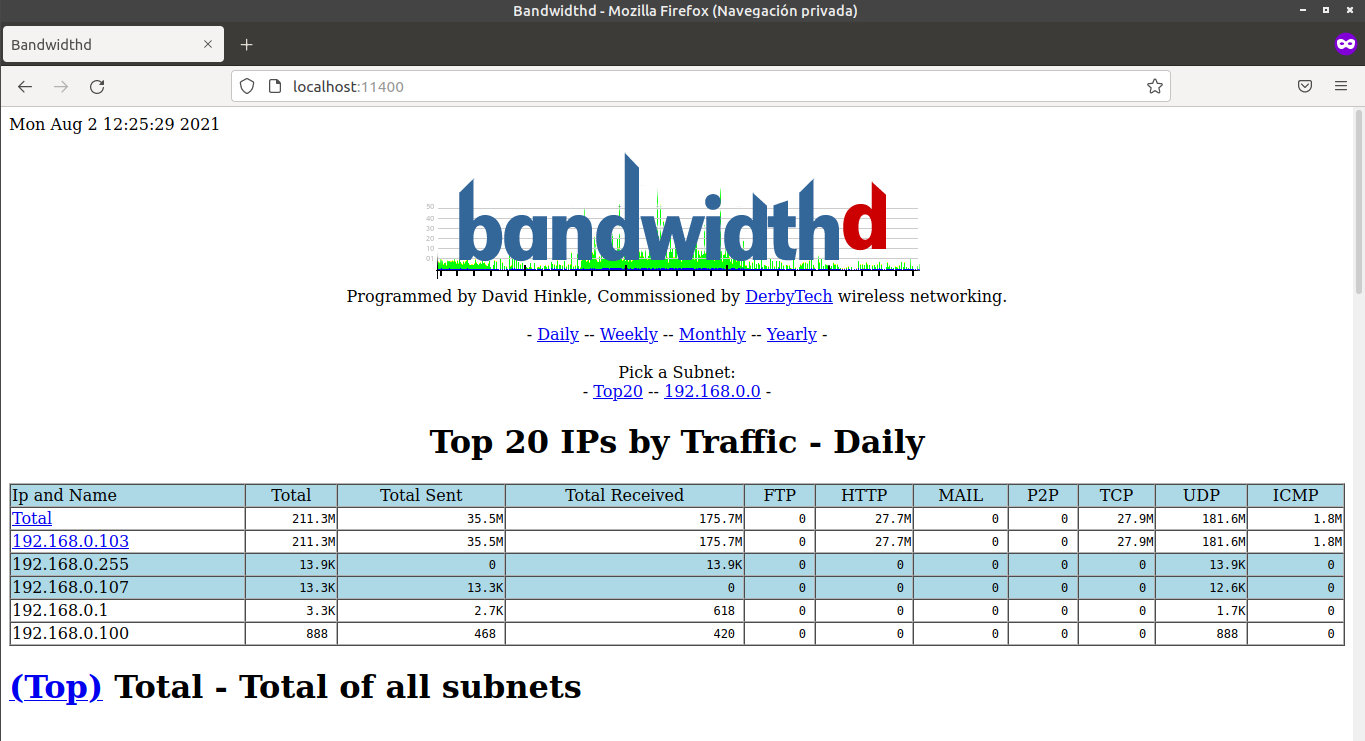 Bandwidthd - Mozilla Firefox (Navegación privada)
Bandwidthd
localhost:11400
Mon Aug 2 12:25:29 2021
50
40
30
20
10
01
bandwidthd
Programmed by David Hinkle, Commissioned by DerbyTech wireless networking.
- Daily -- Weekly -- Monthly -- Yearly -
Pick a Subnet:
- Top20 -- 192.168.0.0 -
Top 20 IPs by Traffic - Daily
Ip and Name Total Total Sent Total Received FTP HTTP MAIL P2P TCP UDP ICMP
Total 211.3M 35.5M 175.7M 0 27.7M 0 0 27.9M 181.6M 1.8M
192.168.0.103 211.3M 35.5M 175.7M 0 27.7M 0 0 27.9M 181.6M 1.8M
192.168.0.255 13.9K 0 13.9K 0 0 0 0 0 13.9K 0
192.168.0.107 13.3K 13.3K 0 0 0 0 0 0 12.6K 0
192.168.0.1 3.3K 2.7K 618 0 0 0 0 0 1.7K 0
192.168.0.100 888 468 420 0 0 0 0 0 888 0
(Top) Total - Total of all subnets